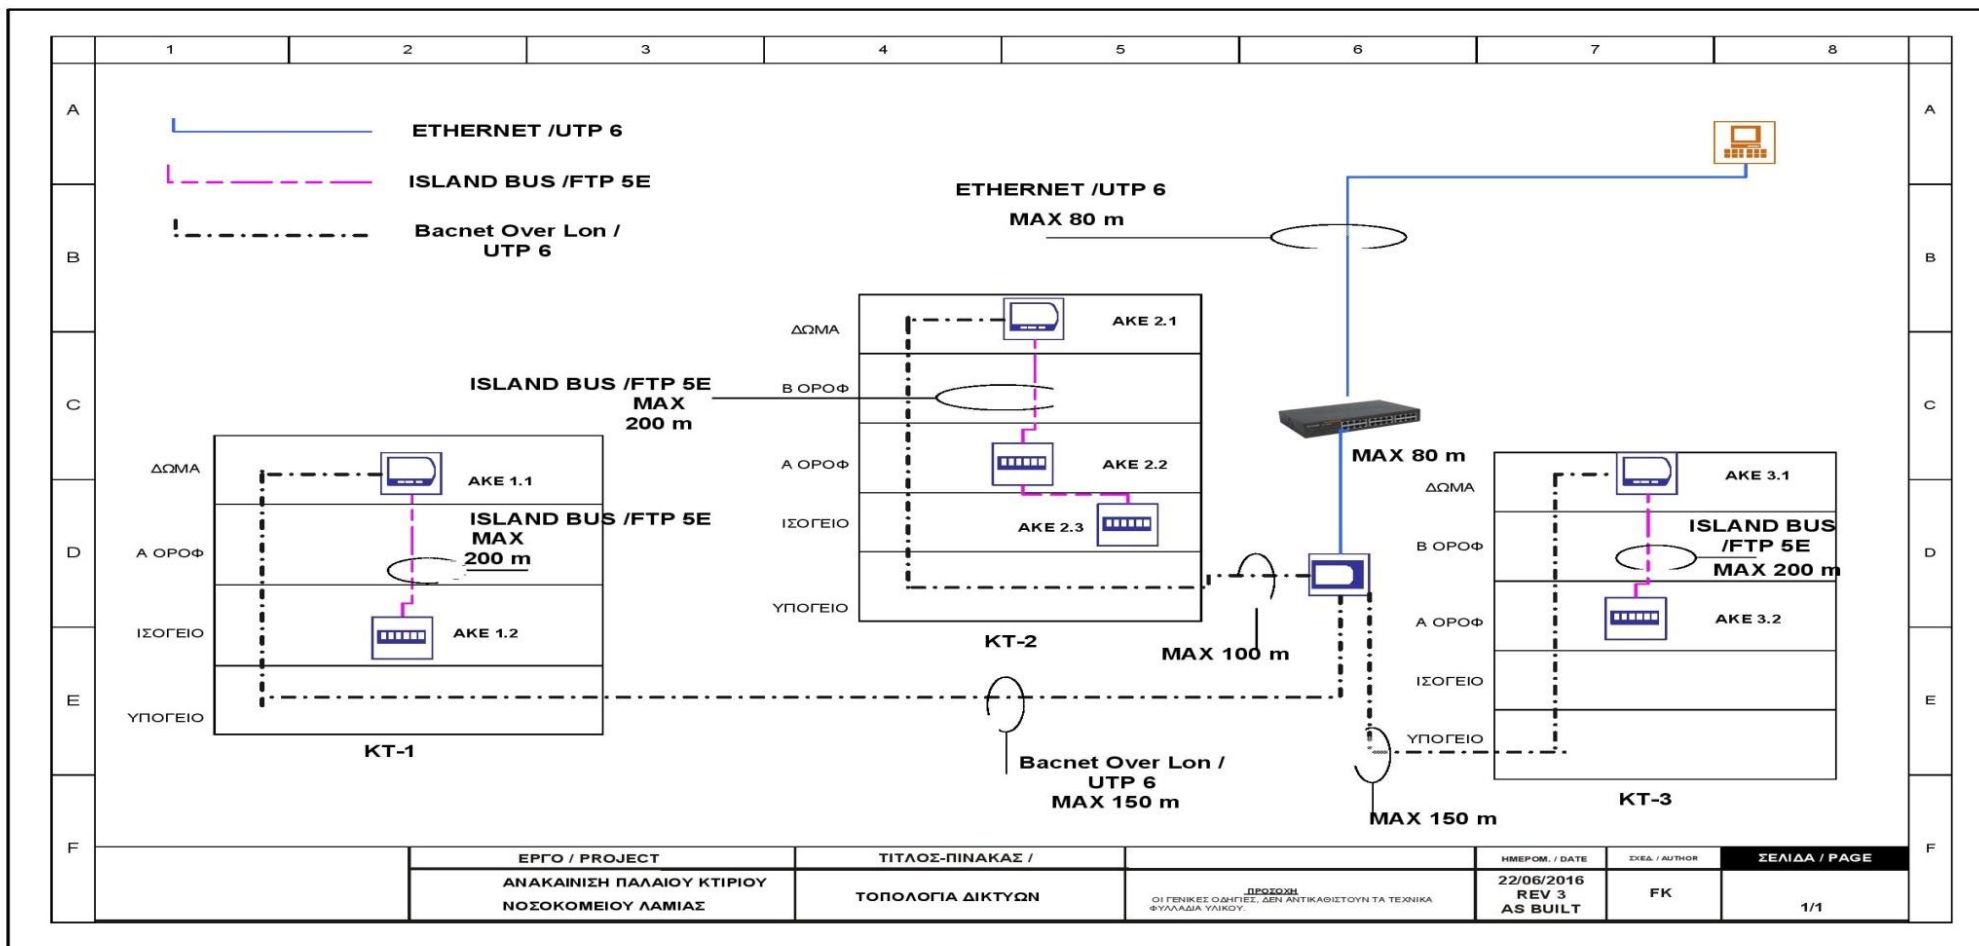 1 2 3 4 5 6 7 8
A A
ETHERNET /UTP 6
ISLAND BUS /FTP 5E
Bacnet Over Lon /
UTP 6
ETHERNET /UTP 6
MAX 80 m
B B
ΔΩΜΑ
AKE 2.1
ISLAND BUS /FTP 5E
MAX
200 m
Β ΟΡΟΦ
C C
Α ΟΡΟΦ
AKE 2.2
ΙΣΟΓΕΙΟ
AKE 2.3
ΥΠΟΓΕΙΟ
KT-2
MAX 80 m
MAX 100 m
ΔΩΜΑ
AKE 1.1
ISLAND BUS /FTP 5E
MAX
200 m
Α ΟΡΟΦ
D D
ΙΣΟΓΕΙΟ
AKE 1.2
ΥΠΟΓΕΙΟ
KT-1
ΔΩΜΑ
AKE 3.1
ISLAND BUS
/FTP 5E
MAX 200 m
Β ΟΡΟΦ
Α ΟΡΟΦ
AKE 3.2
ΙΣΟΓΕΙΟ
E E
ΥΠΟΓΕΙΟ
KT-3
Bacnet Over Lon /
UTP 6
MAX 150 m
MAX 150 m
F F
ΕΡΓΟ / PROJECT
ΑΝΑΚΑΙΝΙΣΗ ΠΑΛΑΙΟΥ ΚΤΙΡΙΟΥ
ΝΟΣΟΚΟΜΕΙΟΥ ΛΑΜΙΑΣ
ΤΙΤΛΟΣ-ΠΙΝΑΚΑΣ /
ΤΟΠΟΛΟΓΙΑ ΔΙΚΤΥΩΝ
ΠΡΟΣΟΧΗ
ΟΙ ΓΕΝΙΚΕΣ ΟΔΗΓΙΕΣ, ΔΕΝ ΑΝΤΙΚΑΘΙΣΤΟΥΝ ΤΑ ΤΕΧΝΙΚΑ
ΦΥΛΛΑΔΙΑ ΥΛΙΚΟΥ.
ΗΜΕΡΟΜ. / DATE
22/06/2016
REV 3
AS BUILT
ΣΧΕΔ. / AUTHOR
FK
ΣΕΛΙΔΑ / PAGE
1/1